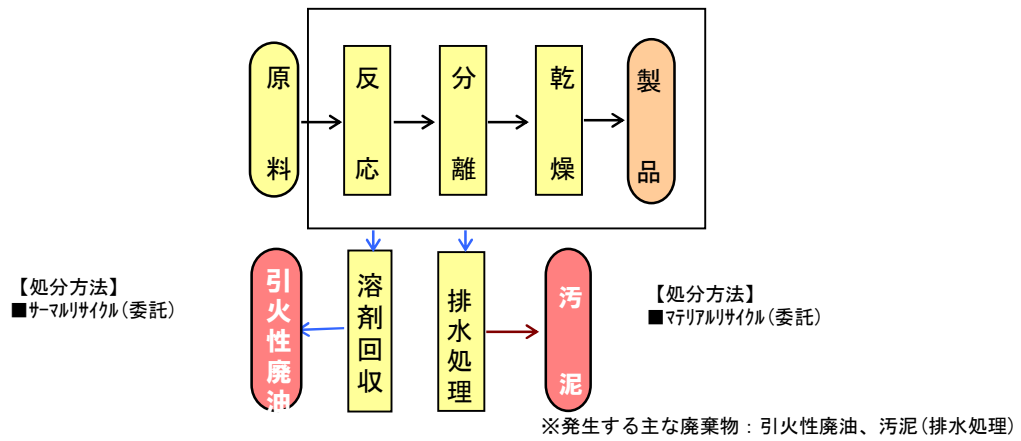 原料
反応
分離
乾燥
製品
【処分方法】
■ｻｰﾏﾙﾘｻｲｸﾙ(委託)
引火性廃油
溶剤回収
排水処理
汚泥
【処分方法】
■ﾏﾃﾘｱﾙﾘｻｲｸﾙ(委託)
※発生する主な廃棄物：引火性廃油、汚泥(排水処理)